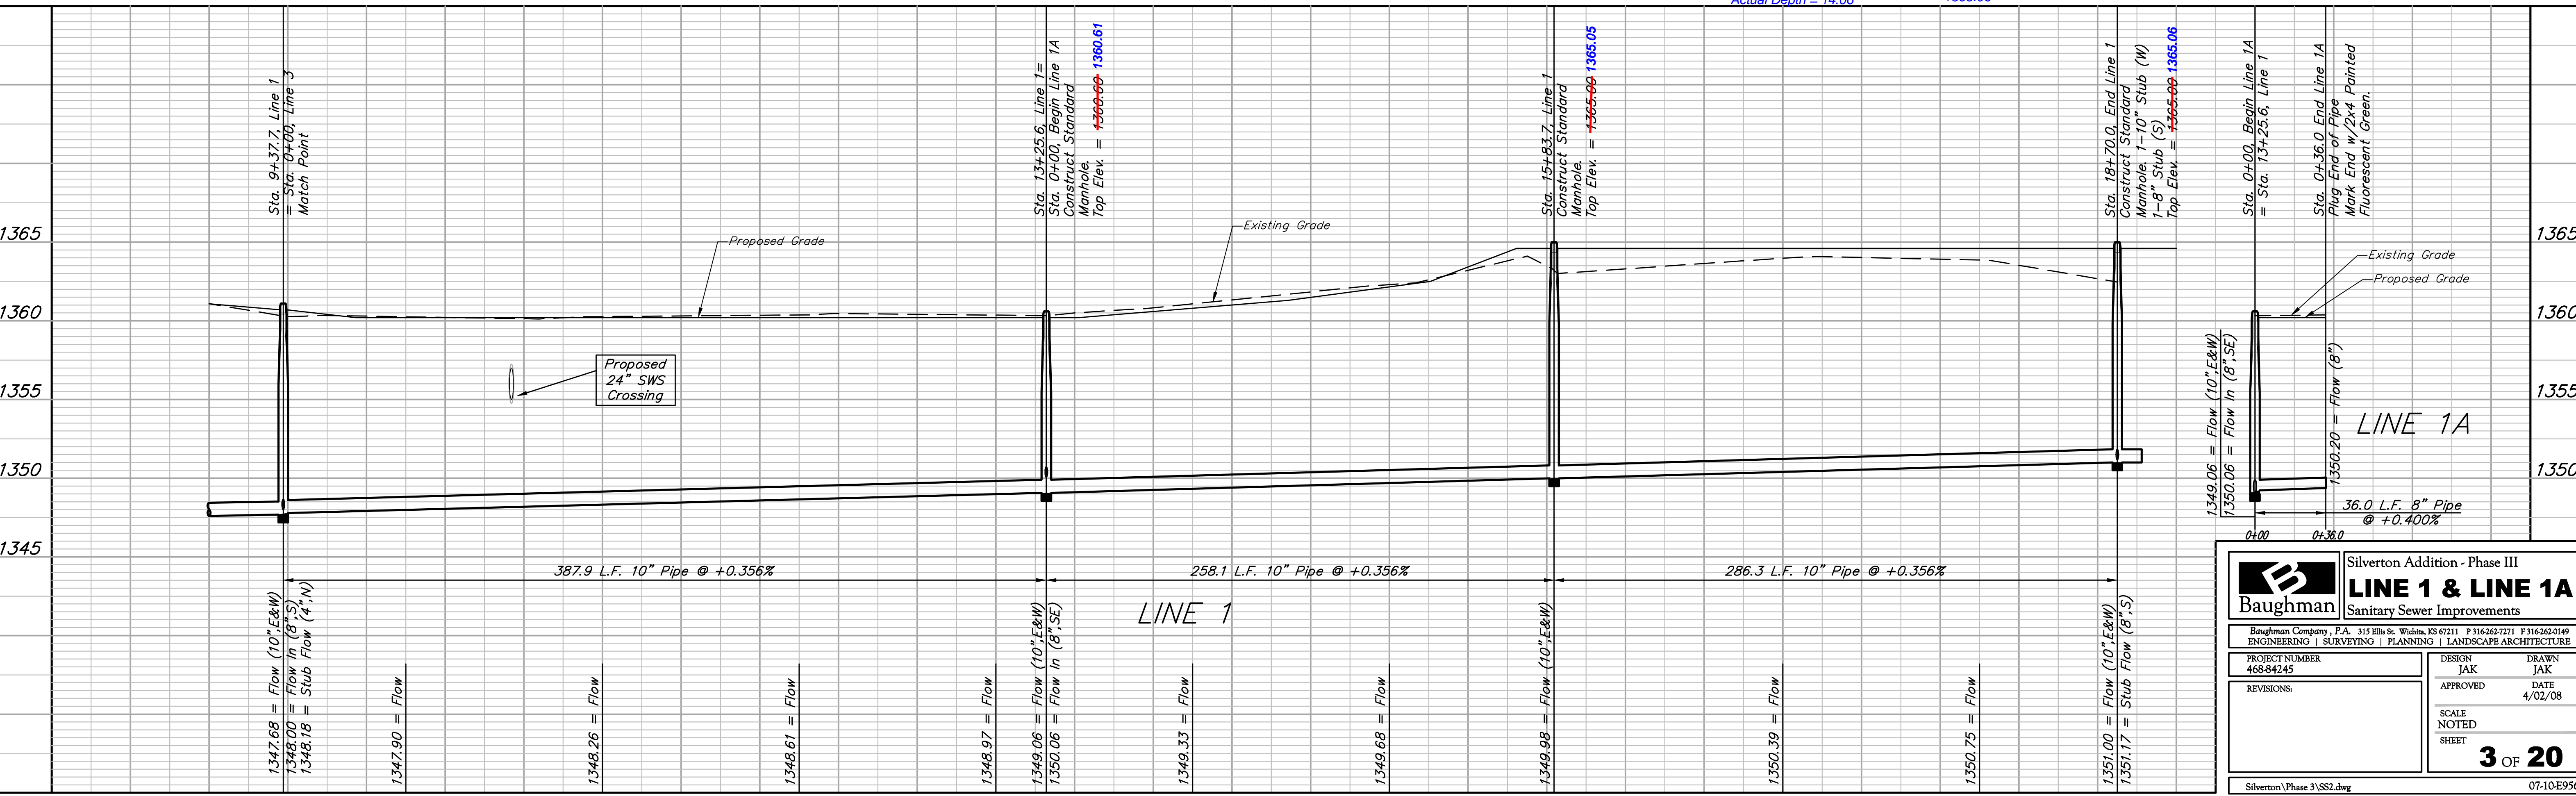 Actual Depth = 14.06
Sta. 9+37.7, Line 1
= Sta. 0+00, Line 3
Match Point
Sta. 13+25.6, Line 1=
Sta. 0+00, Begin Line 1A
Construct Standard
Manhole.
Top Elev. = 1360.60 1360.61
Sta. 15+83.7, Line 1
Construct Standard
Manhole.
Top Elev. = 1365.00 1365.05
Sta. 18+70.0, End Line 1
Construct Standard
Manhole. 1-10" Stub (W)
1-8" Stub (S)
Top Elev. = 1365.00 1365.06
Sta. 0+00, Begin Line 1A
= Sta. 13+25.6, Line 1
Sta. 0+36.0 End Line 1A
Plug End of Pipe
Mark End w/2x4 Painted
Fluorescent Green.
1365
1360
1355
1350
1345
1365
1360
1355
1350
Proposed Grade
Existing Grade
Existing Grade
Proposed Grade
Proposed
24" SWS
Crossing
1349.06 = Flow (10",E&W)
1350.06 = Flow In (8",SE)
1350.20 = Flow (8")
LINE 1A
36.0 L.F. 8" Pipe
@ +0.400%
0+00
0+36.0
387.9 L.F. 10" Pipe @ +0.356%
258.1 L.F. 10" Pipe @ +0.356%
286.3 L.F. 10" Pipe @ +0.356%
LINE 1
1347.68 = Flow (10",E&W)
1348.00 = Flow In (8",S)
1348.18 = Stub Flow (4",N)
1347.90 = Flow
1348.26 = Flow
1348.61 = Flow
1348.97 = Flow
1349.06 = Flow (10",E&W)
1350.06 = Flow In (8",SE)
1349.33 = Flow
1349.68 = Flow
1349.98 = Flow (10",E&W)
1350.39 = Flow
1350.75 = Flow
1351.00 = Flow (10",E&W)
1351.17 = Stub Flow (8",S)
Baughman
Silverton Addition - Phase III
LINE 1 & LINE 1A
Sanitary Sewer Improvements
Baughman Company, P.A. 315 Ellis St. Wichita, KS 67211 P 316-262-7271 F 316-262-0149
ENGINEERING | SURVEYING | PLANNING | LANDSCAPE ARCHITECTURE
PROJECT NUMBER
468-84245
REVISIONS:
DESIGN
JAK
DRAWN
JAK
APPROVED
DATE
4/02/08
SCALE
NOTED
SHEET
3 OF 20
Silverton\Phase 3\SS2.dwg